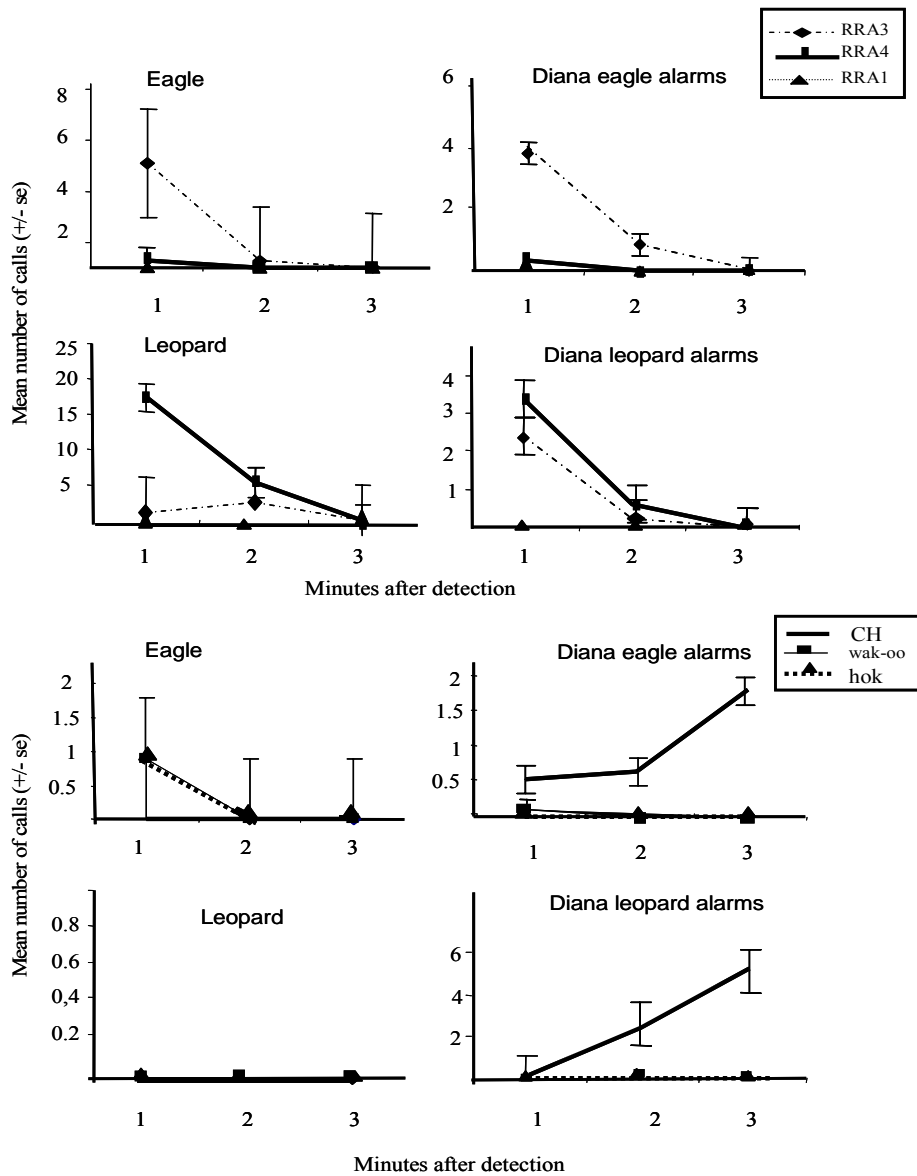 RRA3
RRA4
RRA1
Mean number of calls (+/- se)
Eagle
8
6
4
2
1 2 3
Diana eagle alarms
6
4
2
1 2 3
Leopard
25
20
15
10
5
1 2 3
Diana leopard alarms
4
3
2
1
1 2 3
Minutes after detection
CH
wak-oo
hok
Mean number of calls (+/- se)
Eagle
2
1.5
1
0.5
1 2 3
Diana eagle alarms
2
1.5
1
0.5
1 2 3
Leopard
0.8
0.6
0,4
0.2
1 2 3
Diana leopard alarms
6
4
2
1 2 3
Minutes after detection